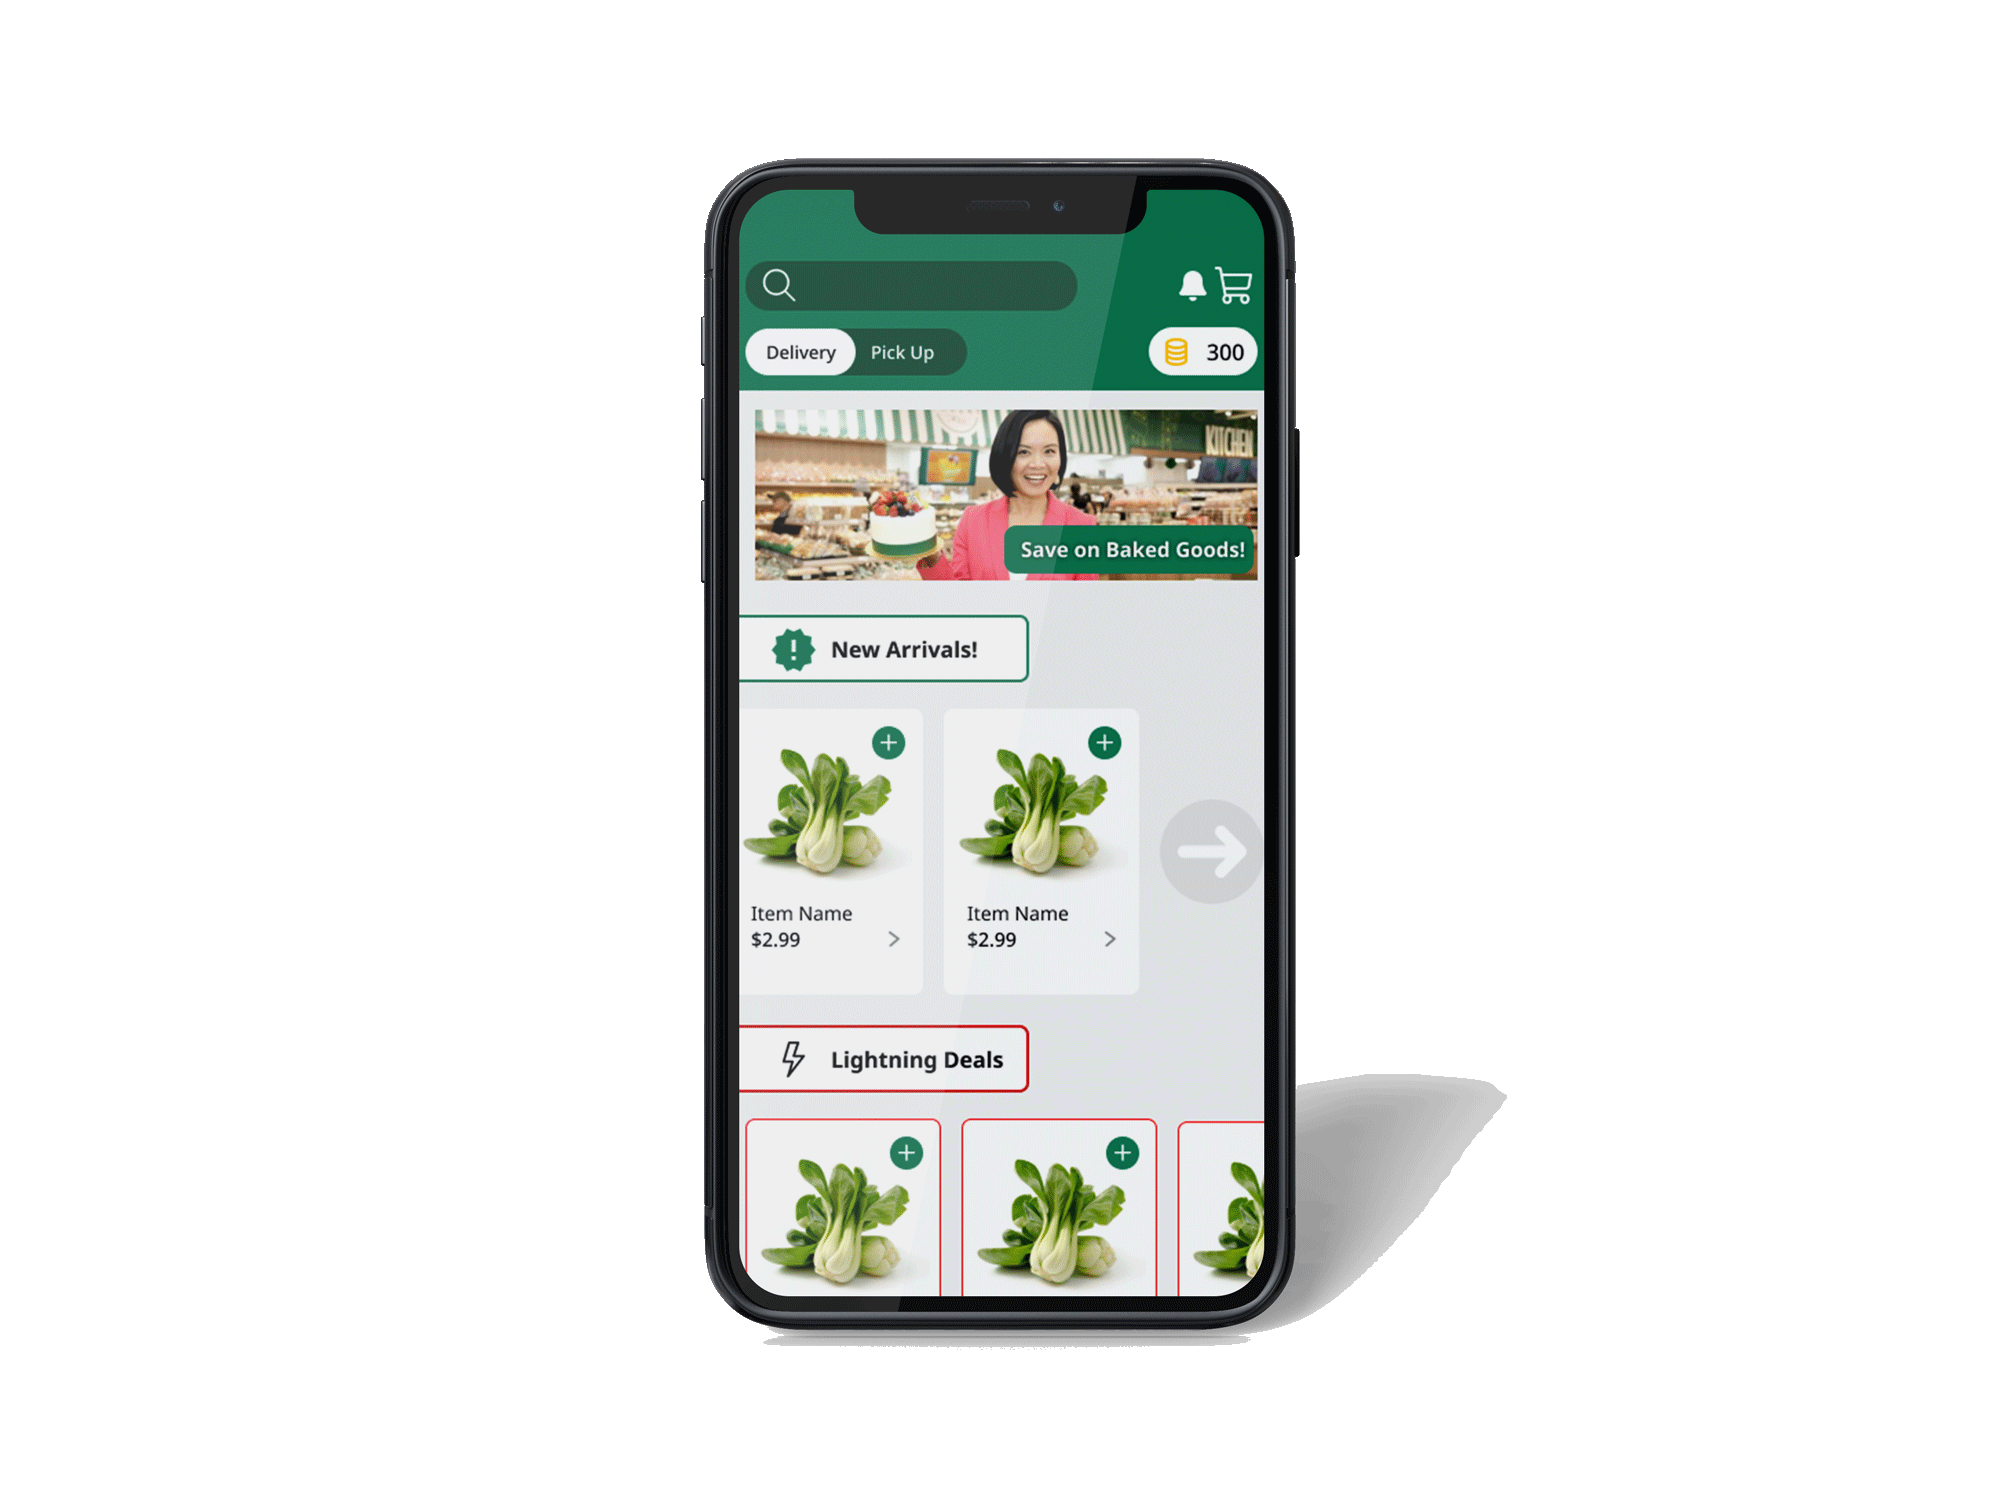 Delivery
Pick Up
300
KITCHEN
Save on Baked Goods!
New Arrivals!
Item Name
$2.99
Item Name
$2.99
Lightning Deals